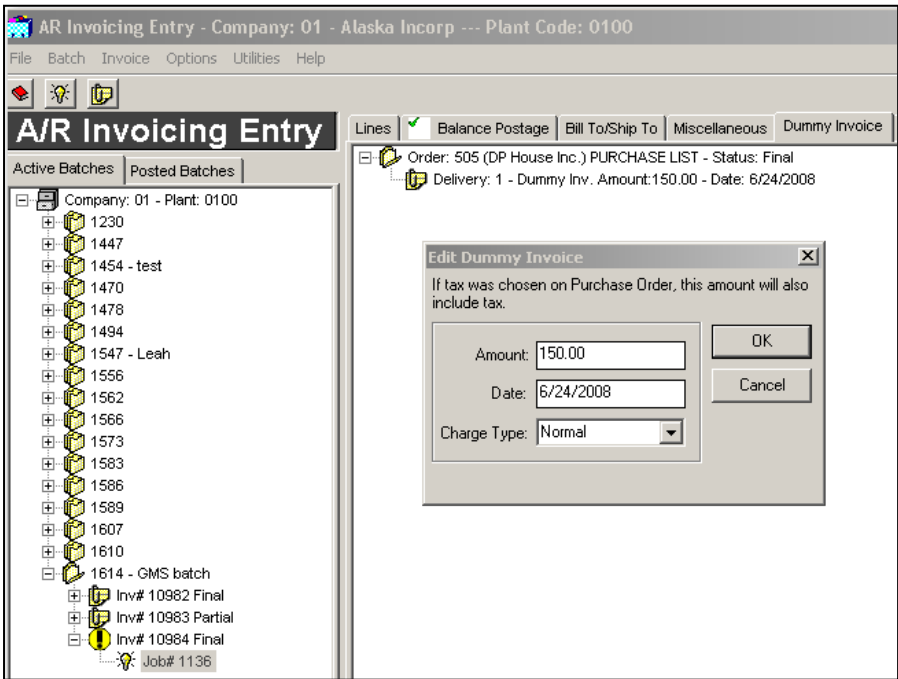 AR Invoicing Entry - Company: 01 - Alaska Incorp --- Plant Code: 0100
File Batch Invoice Options Utilities Help
A/R Invoicing Entry
Active Batches Posted Batches
Company: 01 - Plant: 0100
1230
1447
1454 - test
1470
1478
1494
1547 - Leah
1556
1562
1566
1573
1583
1586
1589
1607
1610
1614 - GMS batch
Inv# 10982 Final
Inv# 10983 Partial
Inv# 10984 Final
Job# 1136
Lines Balance Postage Bill To/Ship To Miscellaneous Dummy Invoice
Order: 505 (DP House Inc.) PURCHASE LIST - Status: Final
Delivery: 1 - Dummy Inv. Amount:150.00 - Date: 6/24/2008
Edit Dummy Invoice
If tax was chosen on Purchase Order, this amount will also
include tax.
Amount: 150.00
Date: 6/24/2008
Charge Type: Normal
OK
Cancel